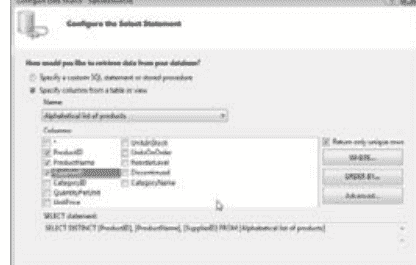 Configure the Select Statement
How would you like to retrieve data from your database?
Specify a custom SQL statement or stored procedure
Specify columns from a table or view
Name:
Alphabetical list of products
Columns:
* UnitsInStock Return only unique rows
ProductID UnitsOnOrder WHERE...
ProductName ReorderLevel
Discontinued ORDER BY...
CategoryID CategoryName
QuantityPerUnit Advanced...
UnitPrice
SELECT statement:
SELECT DISTINCT [ProductID], [ProductName], [SupplierID] FROM [Alphabetical list of products]